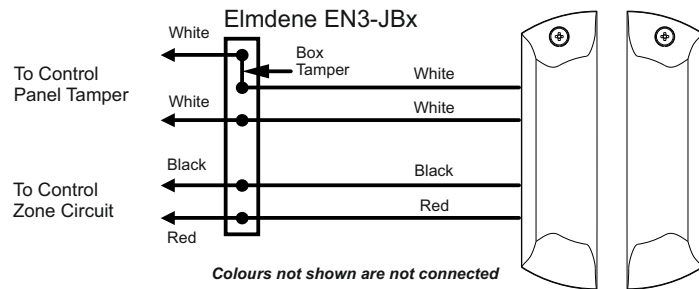 Elmdene EN3-JBx
White
Box
Tamper
To Control
Panel Tamper
White
White
White
Black
Black
To Control
Zone Circuit
Red
Red
Colours not shown are not connected